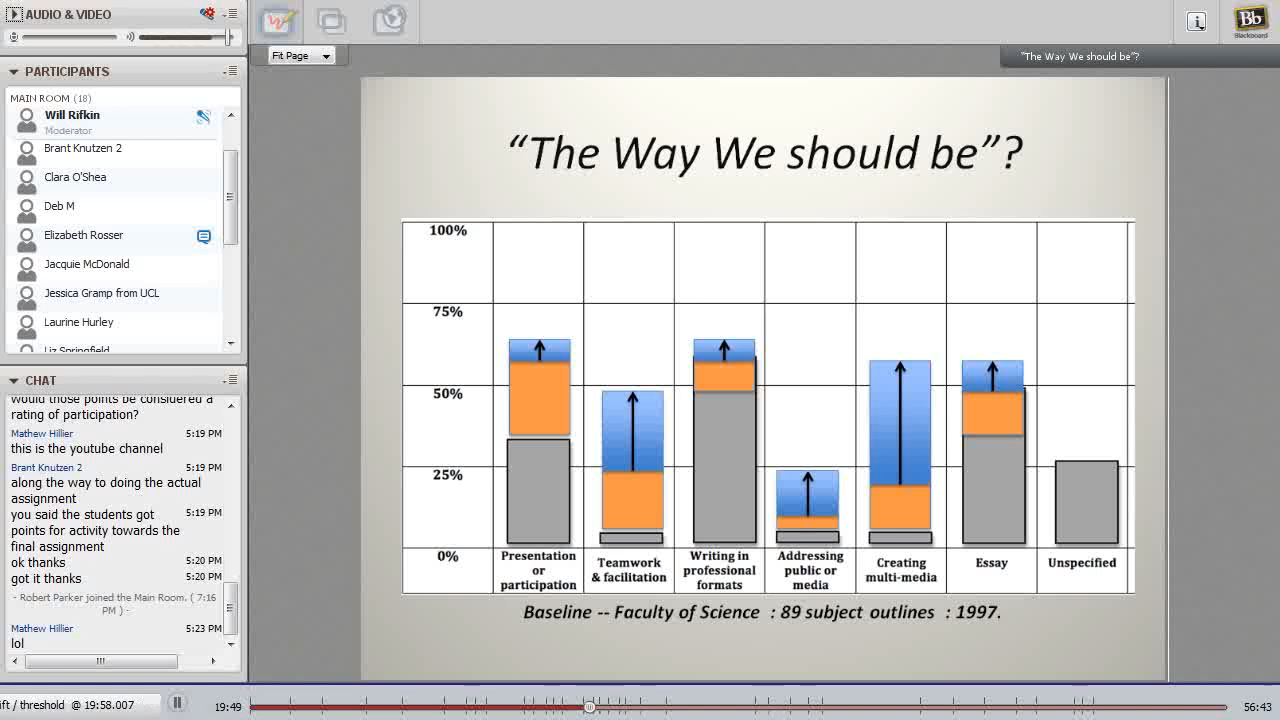 AUDIO & VIDEO
PARTICIPANTS
MAIN ROOM (18)
Will Rifkin
Moderator
Brant Knutzen 2
Clara O'Shea
Deb M
Elizabeth Rosser
Jacquie McDonald
Jessica Gramp from UCL
Laurine Hurley
Liz Springfield
CHAT
would those points be considered a
rating of participation?
Mathew Hillier 5:19 PM
this is the youtube channel
Brant Knutzen 2 5:19 PM
along the way to doing the actual
assignment
you said the students got 5:19 PM
points for activity towards the
final assignment
ok thanks 5:20 PM
got it thanks 5:20 PM
- Robert Parker joined the Main Room. ( 7:16
PM ) -
Mathew Hillier 5:23 PM
lol
ift / threshold @ 19:58.007
Fit Page
"The Way We should be"?
Bb
Blackboard
“The Way We should be”?
100%
75%
50%
25%
0%
Presentation
or
participation
Teamwork
& facilitation
Writing in
professional
formats
Addressing
public or
media
Creating
multi-media
Essay
Unspecified
Baseline -- Faculty of Science : 89 subject outlines : 1997.
19:49
56:43